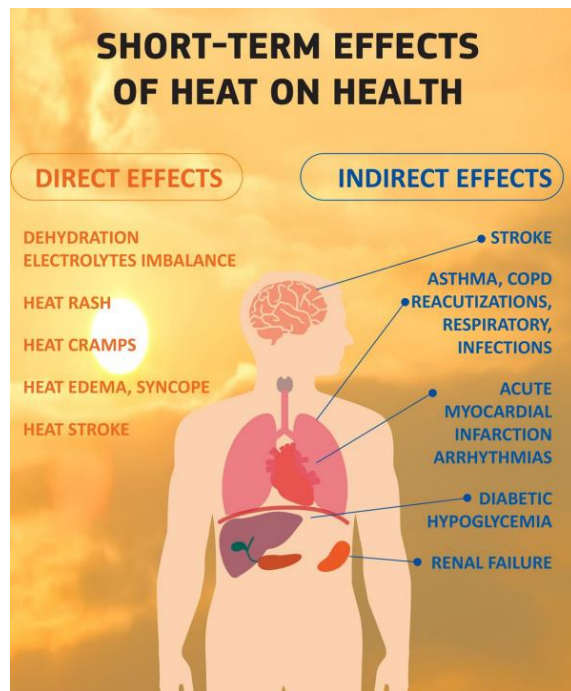 SHORT-TERM EFFECTS
OF HEAT ON HEALTH
DIRECT EFFECTS
DEHYDRATION
ELECTROLYTES IMBALANCE
HEAT RASH
HEAT CRAMPS
HEAT EDEMA, SYNCOPE
HEAT STROKE
INDIRECT EFFECTS
STROKE
ASTHMA, COPD
REACUTIZATIONS,
RESPIRATORY,
INFECTIONS
ACUTE
MYOCARDIAL
INFARCTION
ARRHYTHMIAS
DIABETIC
HYPOGLYCEMIA
RENAL FAILURE